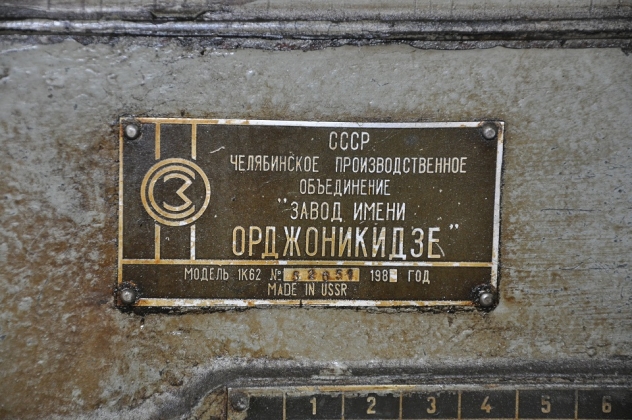 СССР
ЧЕЛЯБИНСКОЕ ПРОИЗВОДСТВЕННОЕ
ОБЪЕДИНЕНИЕ
"ЗАВОД ИМЕНИ
ОРДЖОНИКИДЗЕ"
МОДЕЛЬ 1К62 № ГОД
MADE IN USSR
1 2 3 4 5 6